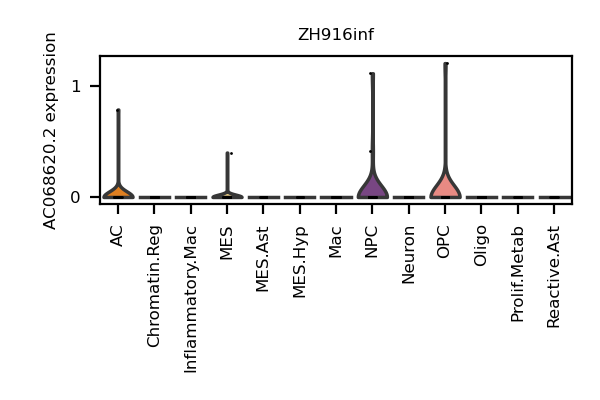 ZH916inf
AC068620.2 expression
1
0
AC
Chromatin.Reg
Inflammatory.Mac
MES
MES.Ast
MES.Hyp
Mac
NPC
Neuron
OPC
Oligo
Prolif.Metab
Reactive.Ast